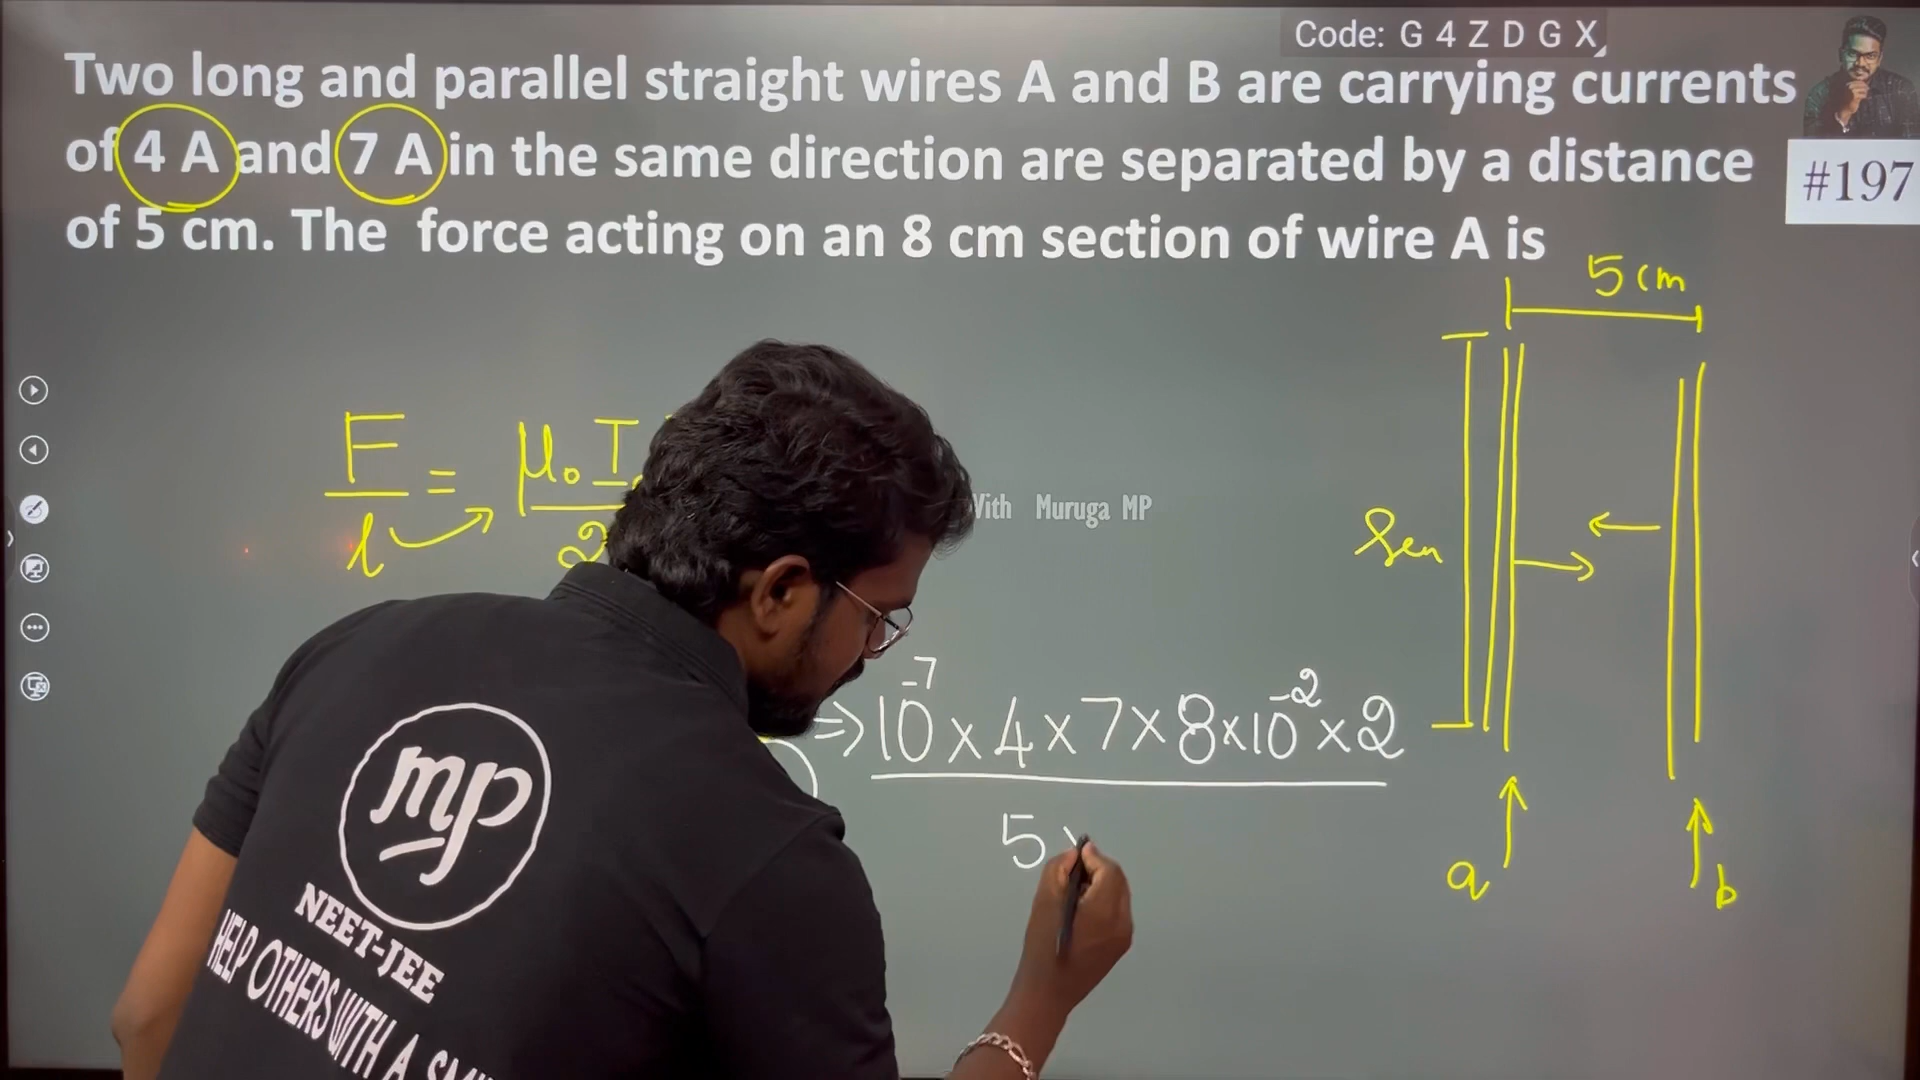 Code: G 4 Z D G X
Two long and parallel straight wires A and B are carrying currents
of 4 A and 7 A in the same direction are separated by a distance
of 5 cm. The force acting on an 8 cm section of wire A is
#197
5 cm
F/l = μ₀ I
2
With Muruga MP
8cm
⇒ 10⁻⁷ × 4 × 7 × 8 × 10⁻² × 2
5 ×
a
b
mp
NEET-JEE
HELP OTHERS WITH A